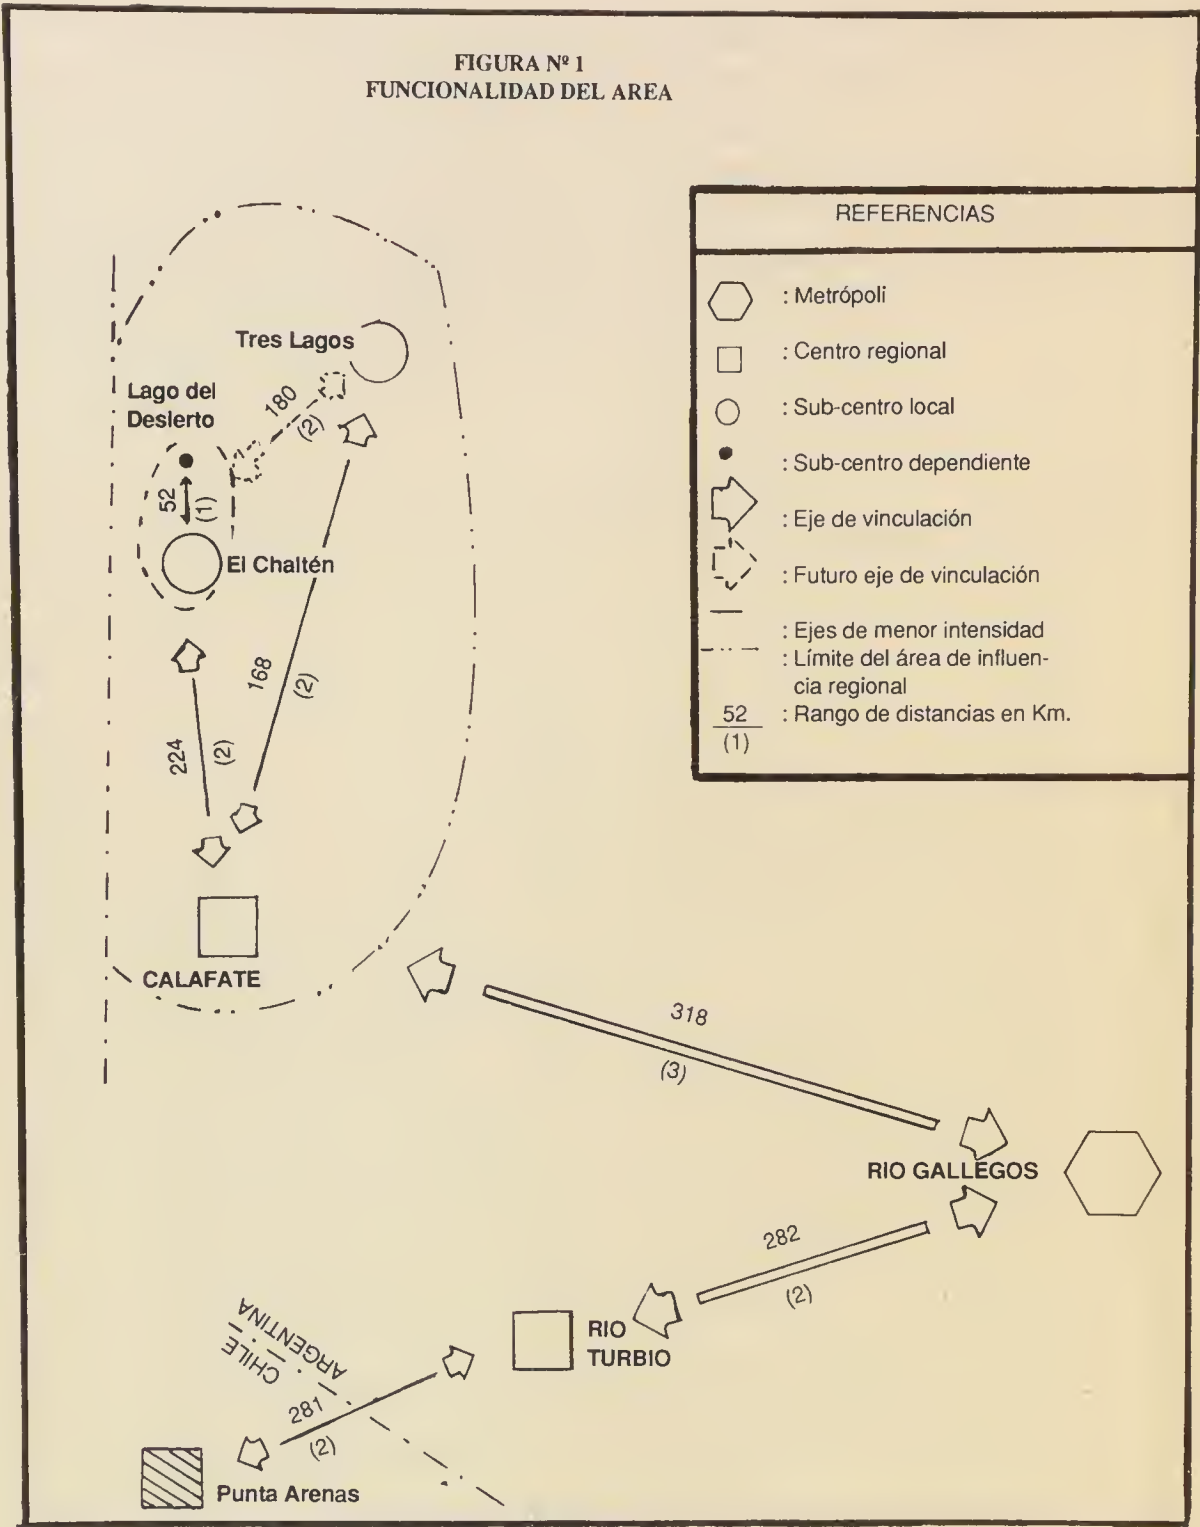 FIGURA Nº 1
FUNCIONALIDAD DEL AREA
REFERENCIAS
: Metrópoli
: Centro regional
: Sub-centro local
: Sub-centro dependiente
: Eje de vinculación
: Futuro eje de vinculación
: Ejes de menor intensidad
: Límite del área de influen-
cia regional
52
(1)
: Rango de distancias en Km.
Tres Lagos
Lago del
Desierto
180
(2)
52
(1)
El Chaltén
168
(2)
224
(2)
CALAFATE
318
(3)
RIO GALLEGOS
282
(2)
RIO
TURBIO
ARGENTINA
CHILE
281
(2)
Punta Arenas